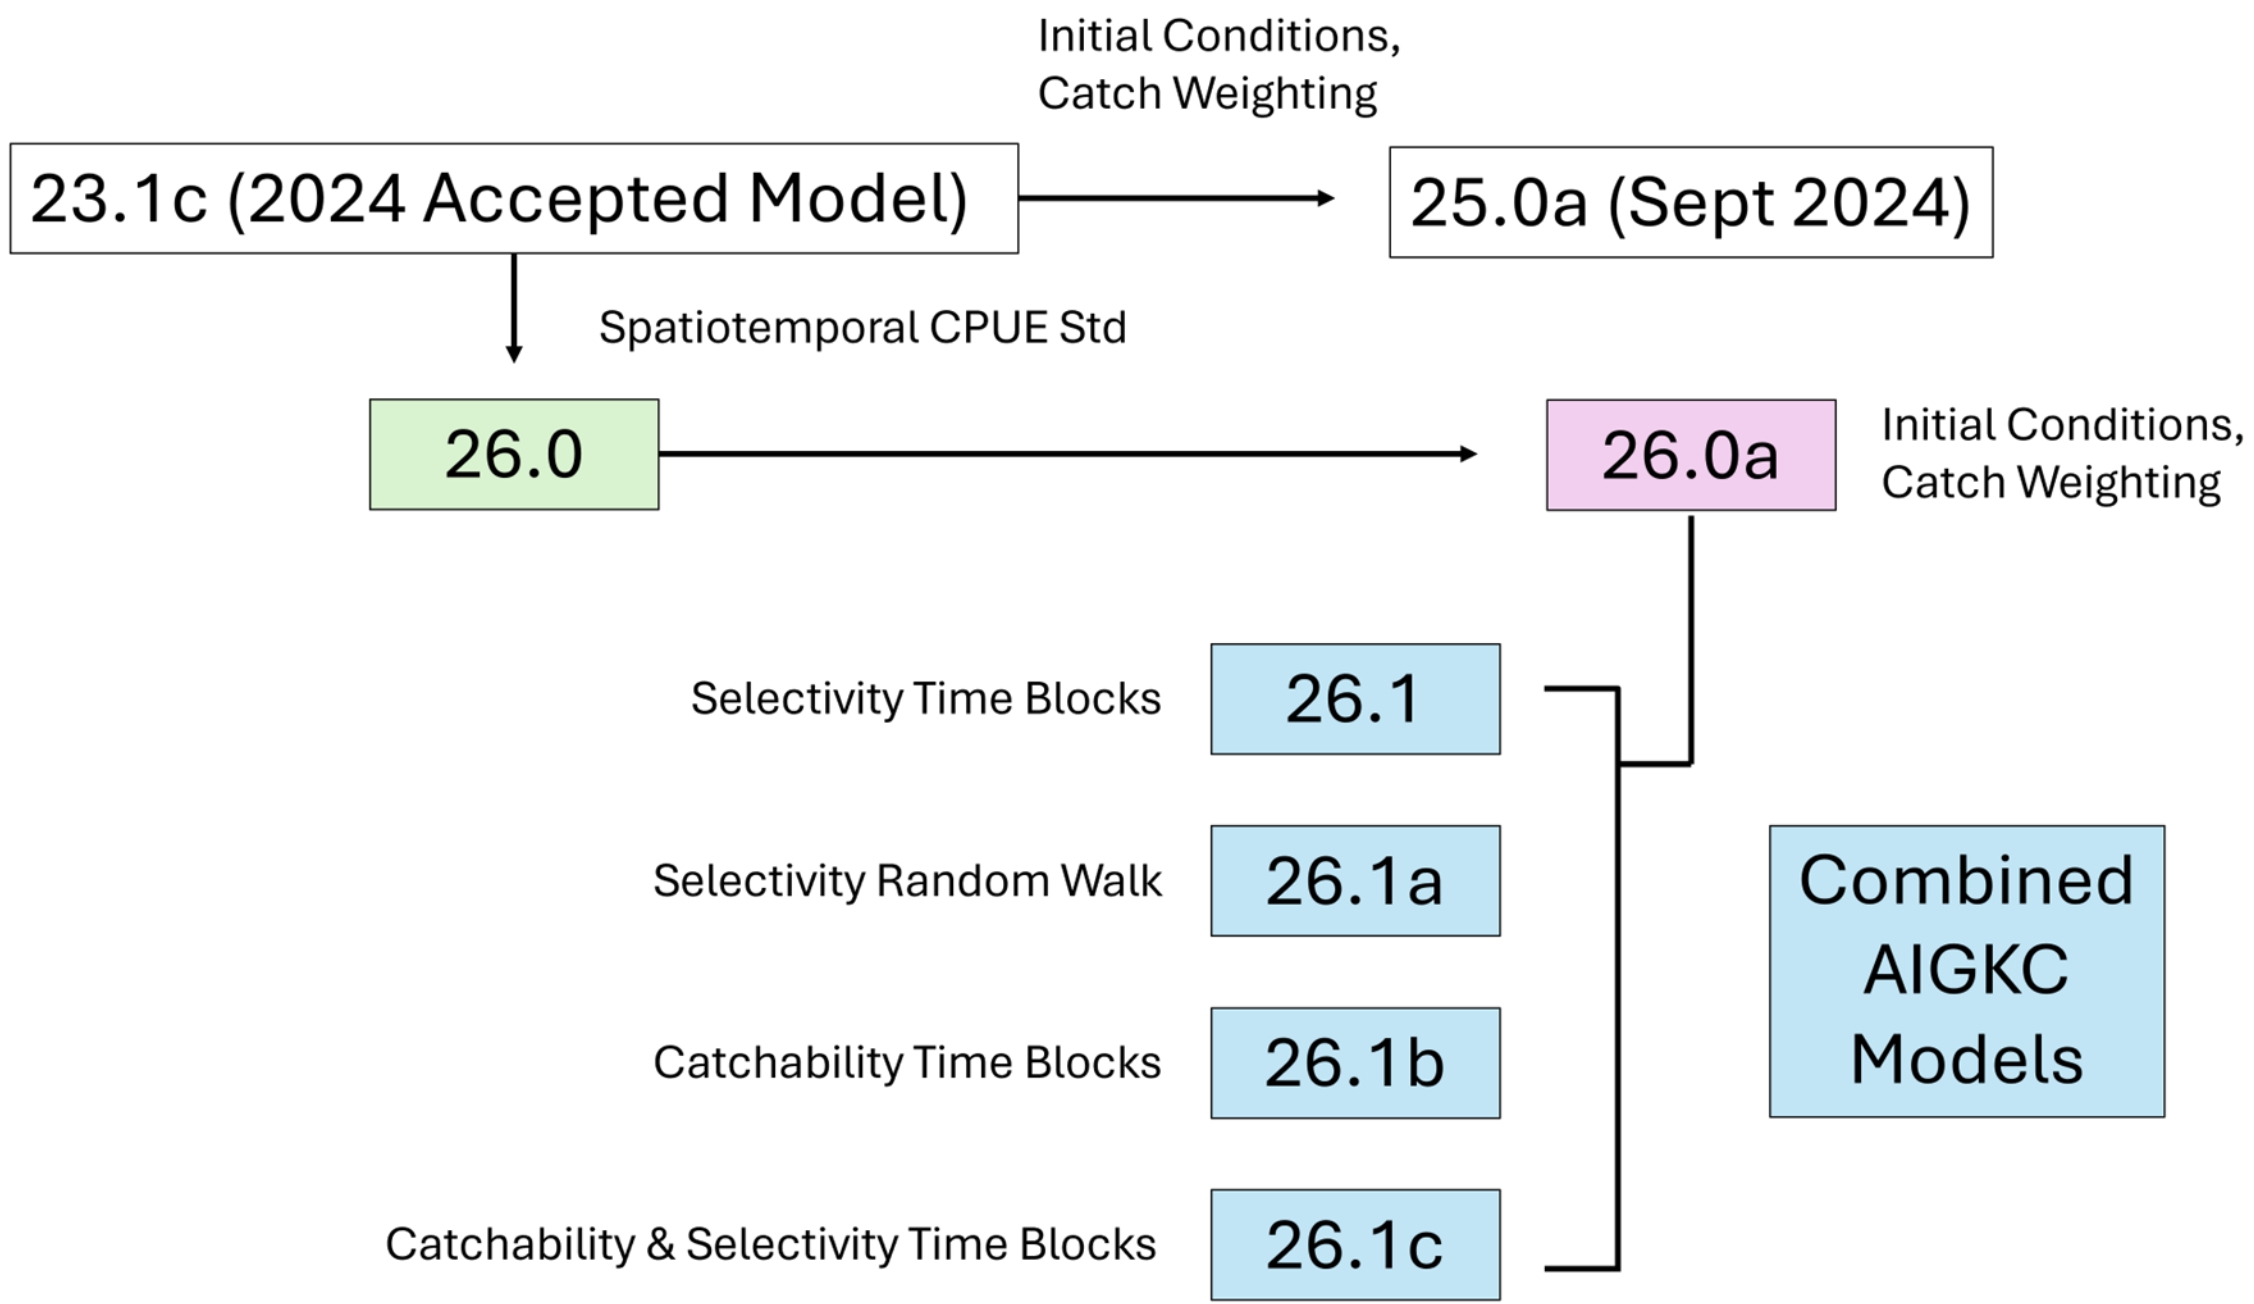 Initial Conditions,
Catch Weighting
23.1c (2024 Accepted Model)
25.0a (Sept 2024)
Spatiotemporal CPUE Std
26.0
26.0a
Initial Conditions,
Catch Weighting
Selectivity Time Blocks
26.1
Selectivity Random Walk
26.1a
Catchability Time Blocks
26.1b
Catchability & Selectivity Time Blocks
26.1c
Combined
AIGKC
Models